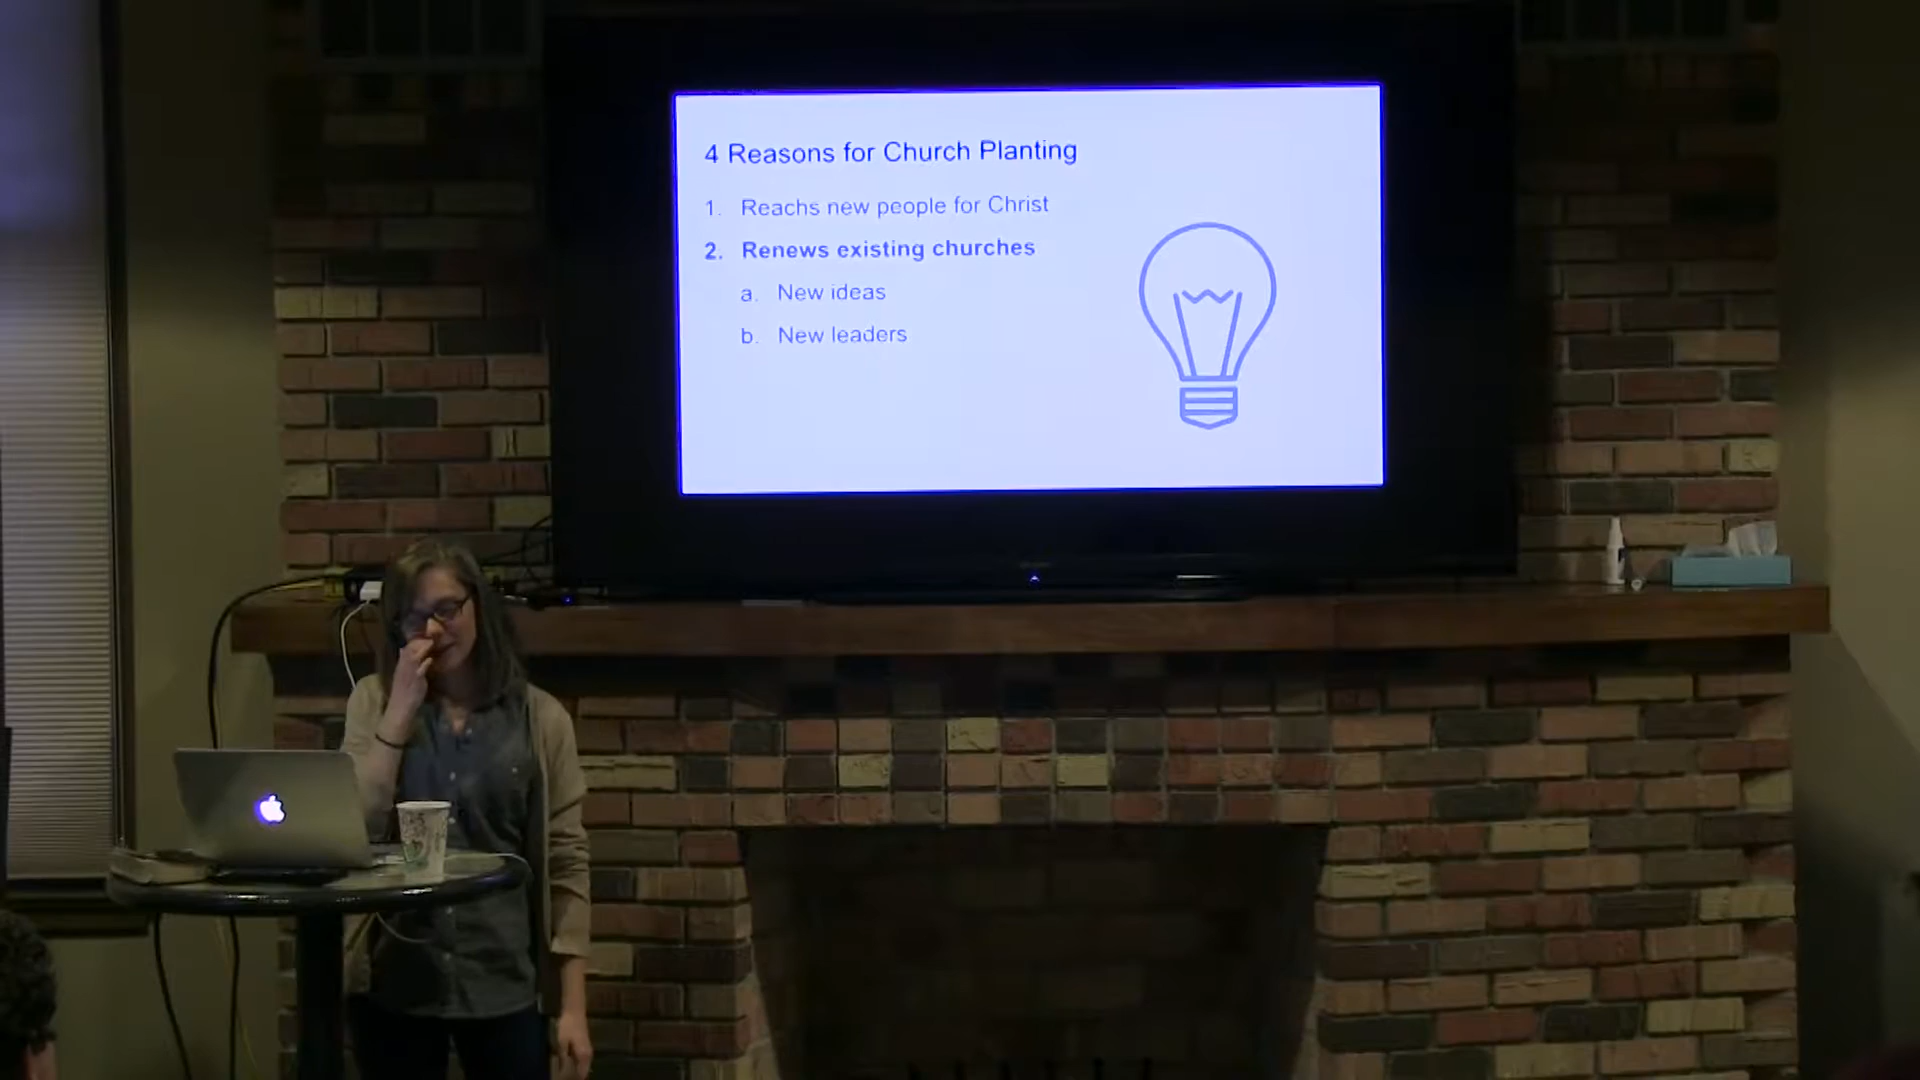 4 Reasons for Church Planting
1. Reachs new people for Christ
2. Renews existing churches
a. New ideas
b. New leaders